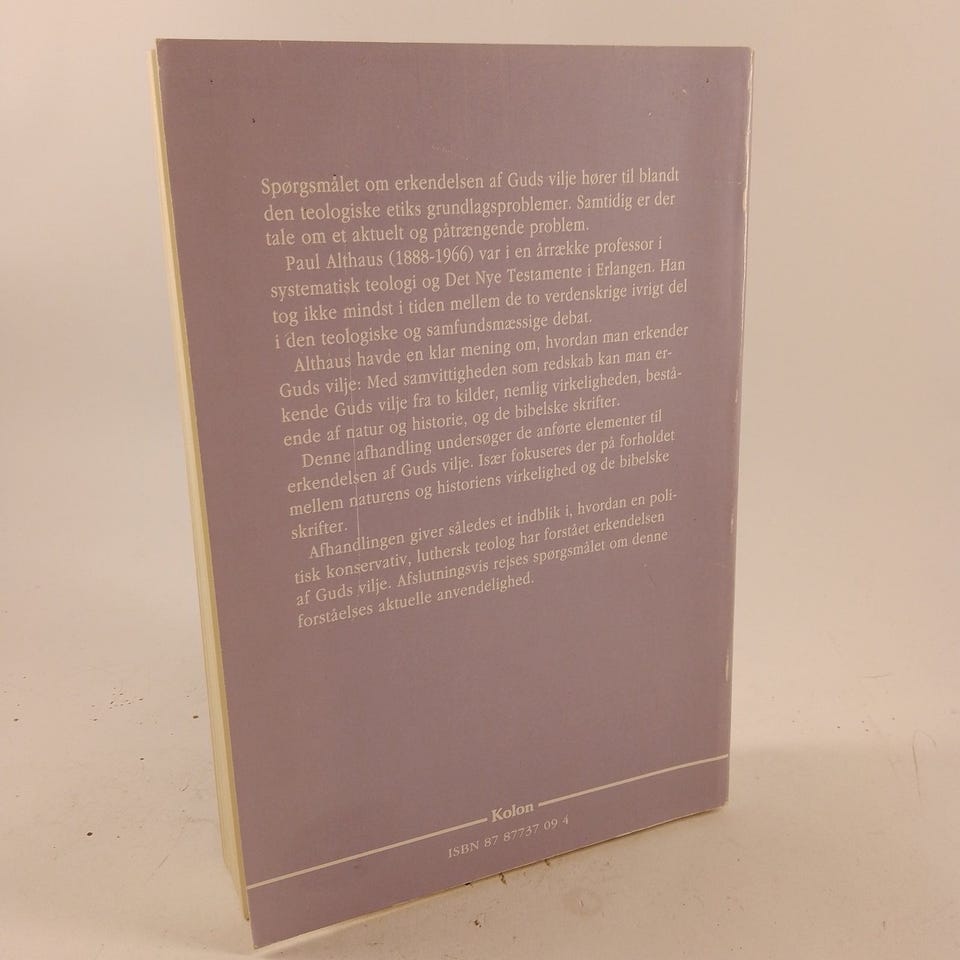 Spørgsmålet om erkendelsen af Guds vilje hører til blandt
den teologiske etiks grundlagsproblemer. Samtidig er der
tale om et aktuelt og påtrængende problem.
Paul Althaus (1888-1966) var i en årrække professor i
systematisk teologi og Det Nye Testamente i Erlangen. Han
tog ikke mindst i tiden mellem de to verdenskrige ivrigt del
i den teologiske og samfundsmæssige debat.
Althaus havde en klar mening om, hvordan man erkender
Guds vilje: Med samvittigheden som redskab kan man er-
kende Guds vilje fra to kilder, nemlig virkeligheden, bestå-
ende af natur og historie, og de bibelske skrifter.
Denne afhandling undersøger de anførte elementer til
erkendelsen af Guds vilje. Især fokuseres der på forholdet
mellem naturens og historiens virkelighed og de bibelske
skrifter.
Afhandlingen giver således et indblik i, hvordan en poli-
tisk konservativ, luthersk teolog har forstået erkendelsen
af Guds vilje. Afslutningsvis rejses spørgsmålet om denne
forståelses aktuelle anvendelighed.
Kolon
ISBN 87 87737 09 4